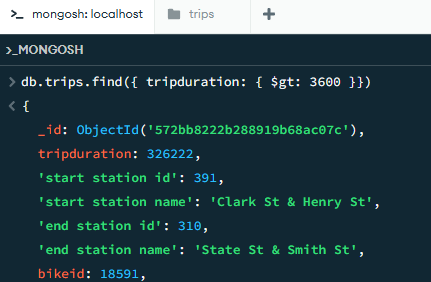 >_ mongosh: localhost trips +
>_MONGOSH
> db.trips.find({ tripduration: { $gt: 3600 }})
< {
_id: ObjectId('572bb8222b288919b68ac07c'),
tripduration: 326222,
'start station id': 391,
'start station name': 'Clark St & Henry St',
'end station id': 310,
'end station name': 'State St & Smith St',
bikeid: 18591,